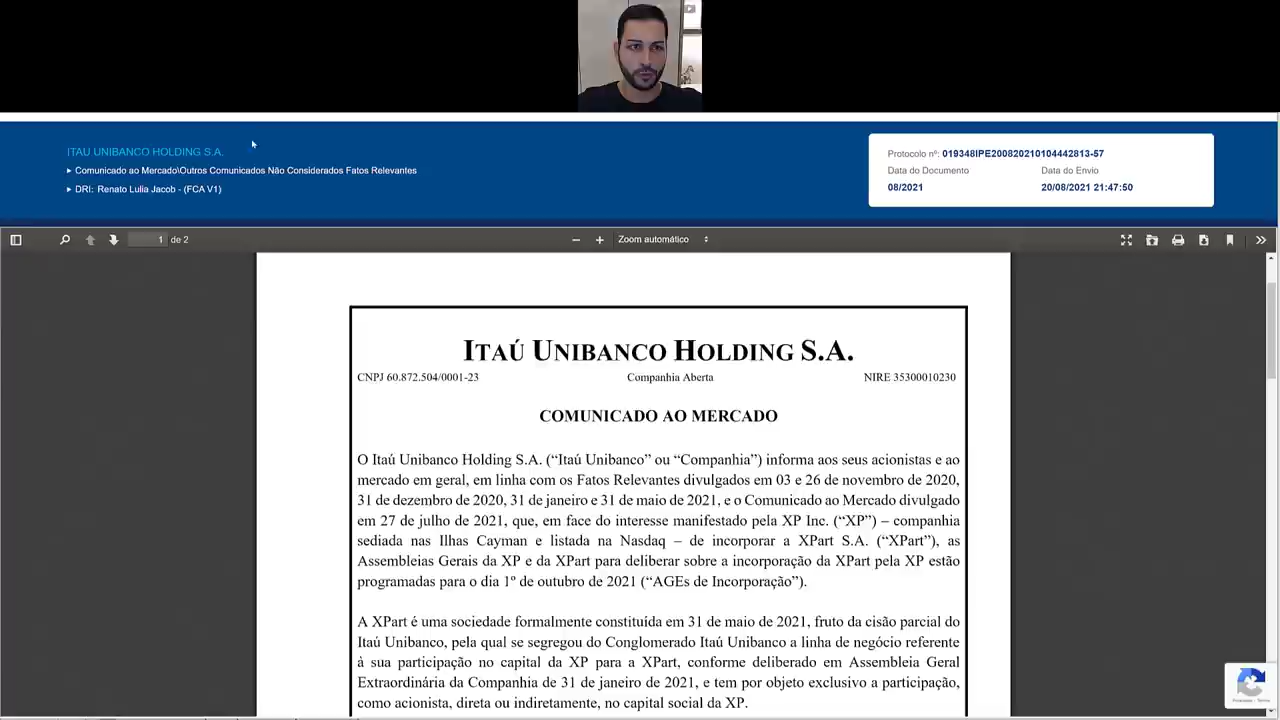 ITAU UNIBANCO HOLDING S.A.
Comunicado ao Mercado\Outros Comunicados Não Considerados Fatos Relevantes
DRI: Renato Lulia Jacob - (FCA V1)
Protocolo nº: 019348IPE200820210104442813-57
Data do Documento Data do Envio
08/2021 20/08/2021 21:47:50
1 de 2 Zoom automático
ITAÚ UNIBANCO HOLDING S.A.
CNPJ 60.872.504/0001-23 Companhia Aberta NIRE 35300010230
COMUNICADO AO MERCADO
O Itaú Unibanco Holding S.A. (“Itaú Unibanco” ou “Companhia”) informa aos seus acionistas e ao
mercado em geral, em linha com os Fatos Relevantes divulgados em 03 e 26 de novembro de 2020,
31 de dezembro de 2020, 31 de janeiro e 31 de maio de 2021, e o Comunicado ao Mercado divulgado
em 27 de julho de 2021, que, em face do interesse manifestado pela XP Inc. (“XP”) – companhia
sediada nas Ilhas Cayman e listada na Nasdaq – de incorporar a XPart S.A. (“XPart”), as
Assembleias Gerais da XP e da XPart para deliberar sobre a incorporação da XPart pela XP estão
programadas para o dia 1º de outubro de 2021 (“AGEs de Incorporação”).
A XPart é uma sociedade formalmente constituída em 31 de maio de 2021, fruto da cisão parcial do
Itaú Unibanco, pela qual se segregou do Conglomerado Itaú Unibanco a linha de negócio referente
à sua participação no capital da XP para a XPart, conforme deliberado em Assembleia Geral
Extraordinária da Companhia de 31 de janeiro de 2021, e tem por objeto exclusivo a participação,
como acionista, direta ou indiretamente, no capital social da XP.
Privacidade - Termos